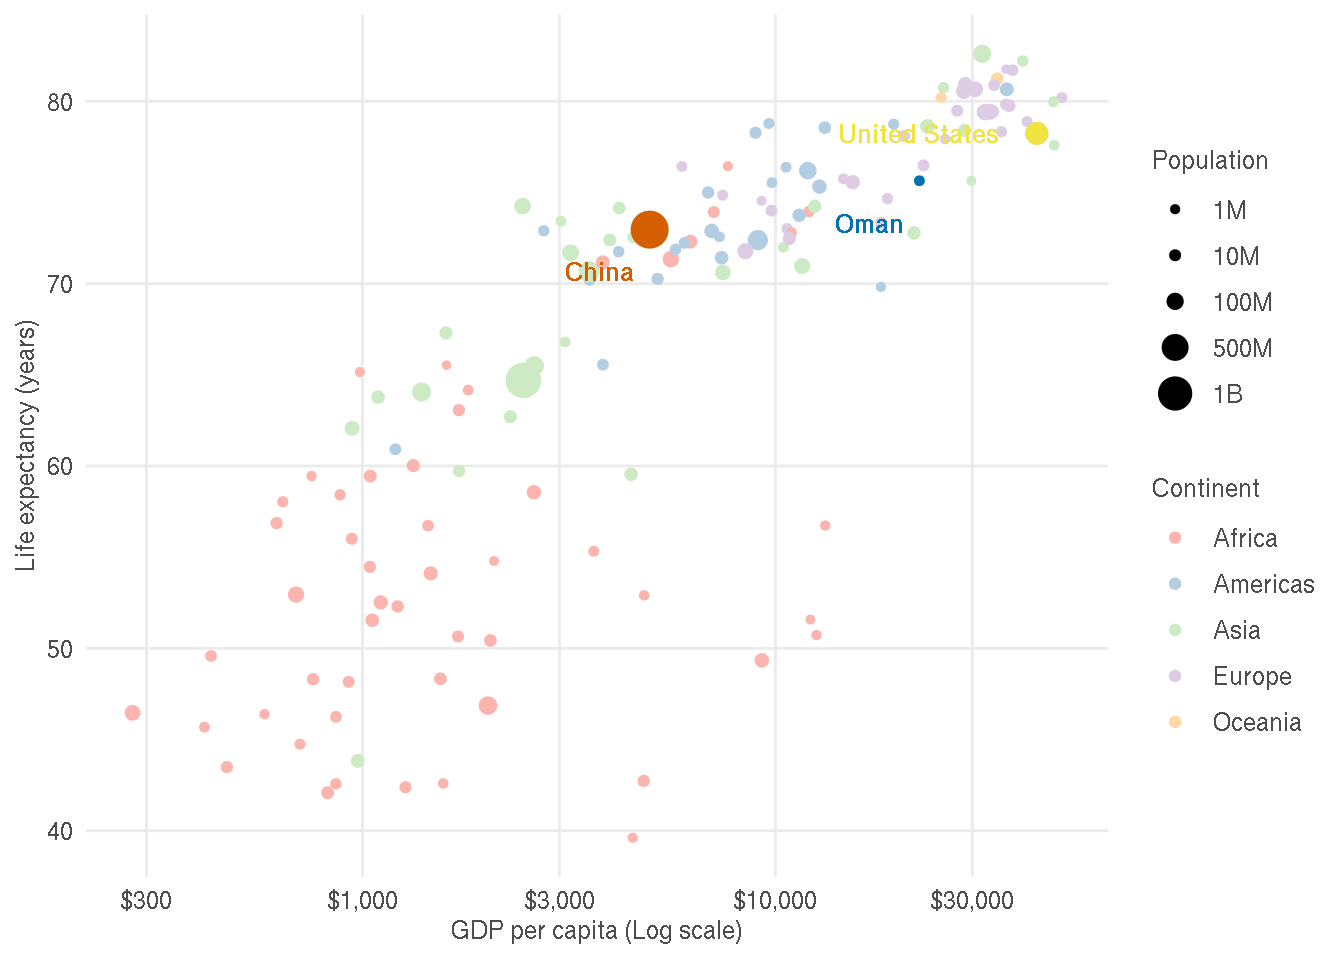 Life expectancy (years)
80
70
60
50
40
United States
Oman
China
$300
$1,000
$3,000
$10,000
$30,000
GDP per capita (Log scale)
Population
1M
10M
100M
500M
1B
Continent
Africa
Americas
Asia
Europe
Oceania